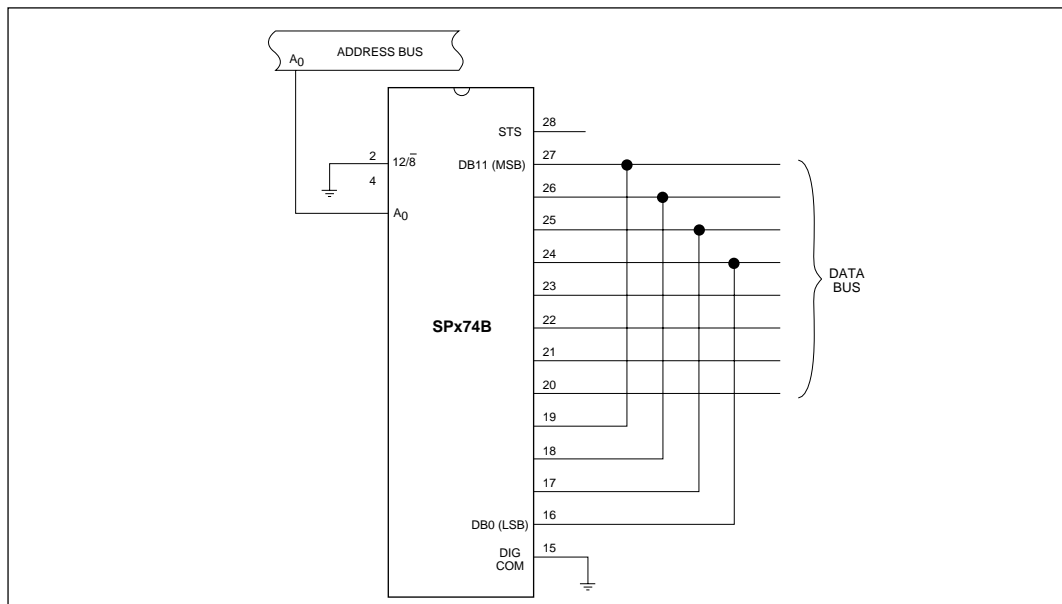 ADDRESS BUS
A0
STS
28
2
12/8̅
DB11 (MSB)
27
4
26
A0
25
24
23
DATA
BUS
SPx74B
22
21
20
19
18
17
DB0 (LSB)
16
DIG
COM
15